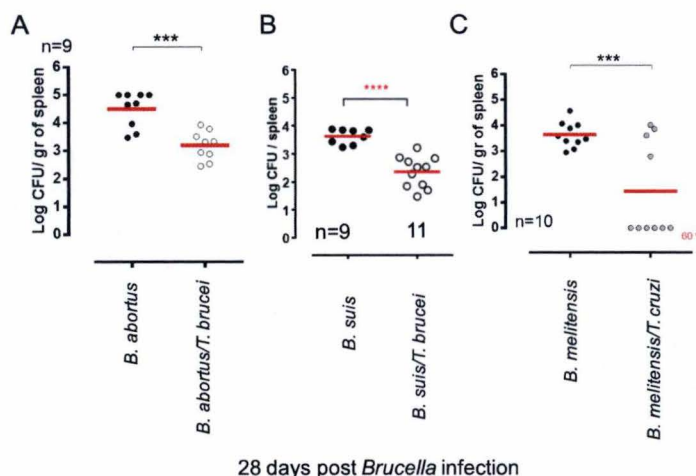 A
n=9
***
Log CFU/ gr of spleen
6
5
4
3
2
1
0
B. abortus
B. abortus/T. brucei
B
****
Log CFU / spleen
6
5
4
3
2
1
0
n=9
11
B. suis
B. suis/T. brucei
C
***
Log CFU/ gr of spleen
6
5
4
3
2
1
0
n=10
60
B. melitensis
B. melitensis/T. cruzi
28 days post Brucella infection